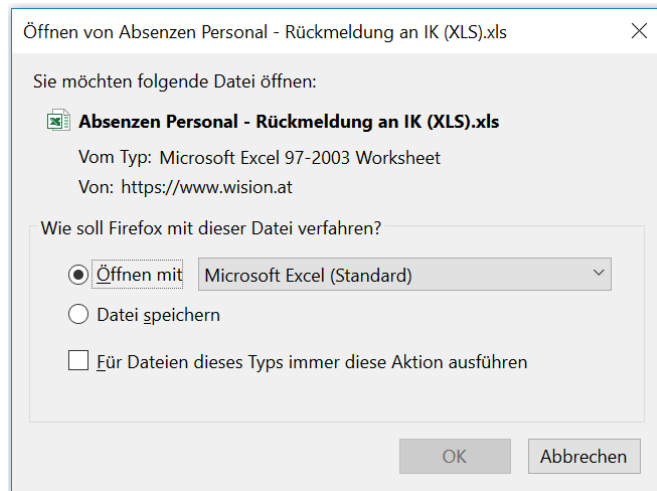 Öffnen von Absenzen Personal - Rückmeldung an IK (XLS).xls
Sie möchten folgende Datei öffnen:
Absenzen Personal - Rückmeldung an IK (XLS).xls
Vom Typ: Microsoft Excel 97-2003 Worksheet
Von: https://www.wision.at
Wie soll Firefox mit dieser Datei verfahren?
Öffnen mit Microsoft Excel (Standard)
Datei speichern
Für Dateien dieses Typs immer diese Aktion ausführen
OK Abbrechen